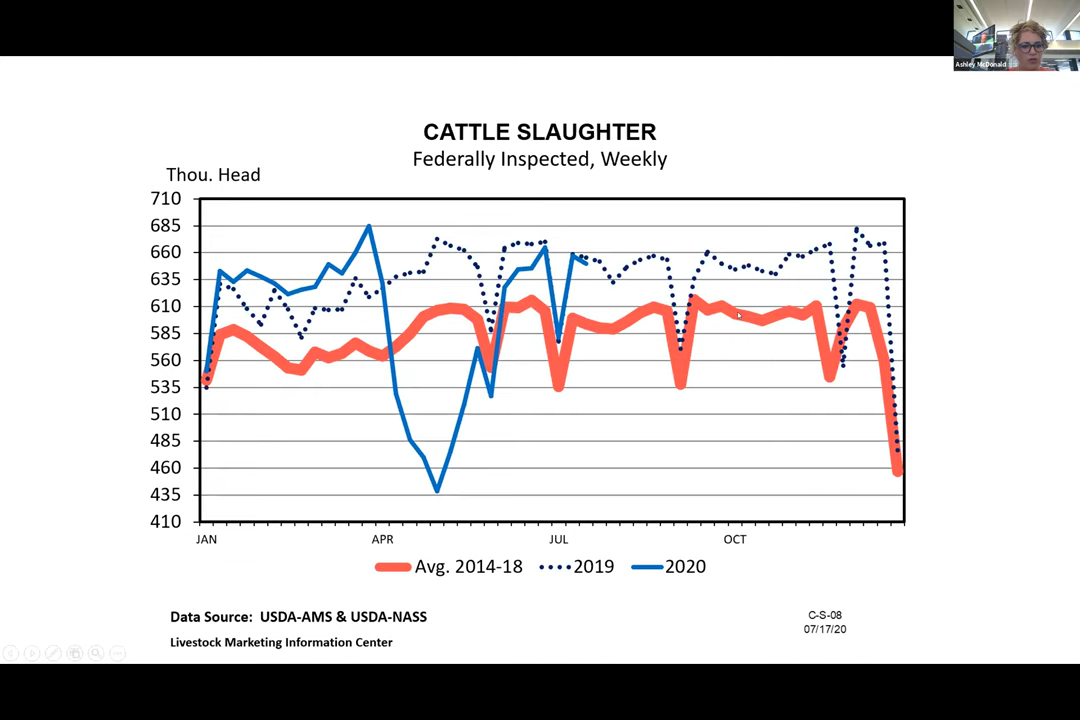 Ashley McDonald
CATTLE SLAUGHTER
Federally Inspected, Weekly
Thou. Head
710
685
660
635
610
585
560
535
510
485
460
435
410
JAN APR JUL OCT
Avg. 2014-18 2019 2020
Data Source: USDA-AMS & USDA-NASS
Livestock Marketing Information Center
C-S-08
07/17/20